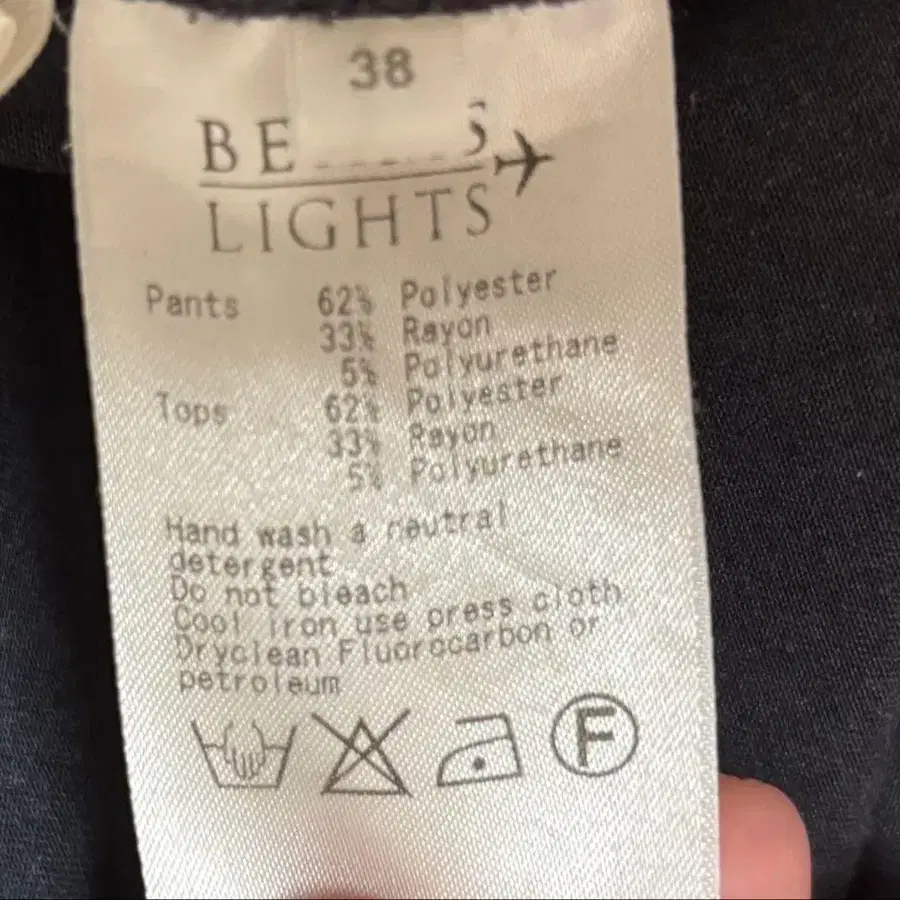 38
BE S
LIGHTS
Pants 62% Polyester
33% Rayon
5% Polyurethane
Tops 62% Polyester
33% Rayon
5% Polyurethane
Hand wash a neutral
detergent
Do not bleach
Cool iron use press cloth
Dryclean Fluorocarbon or
petroleum
F